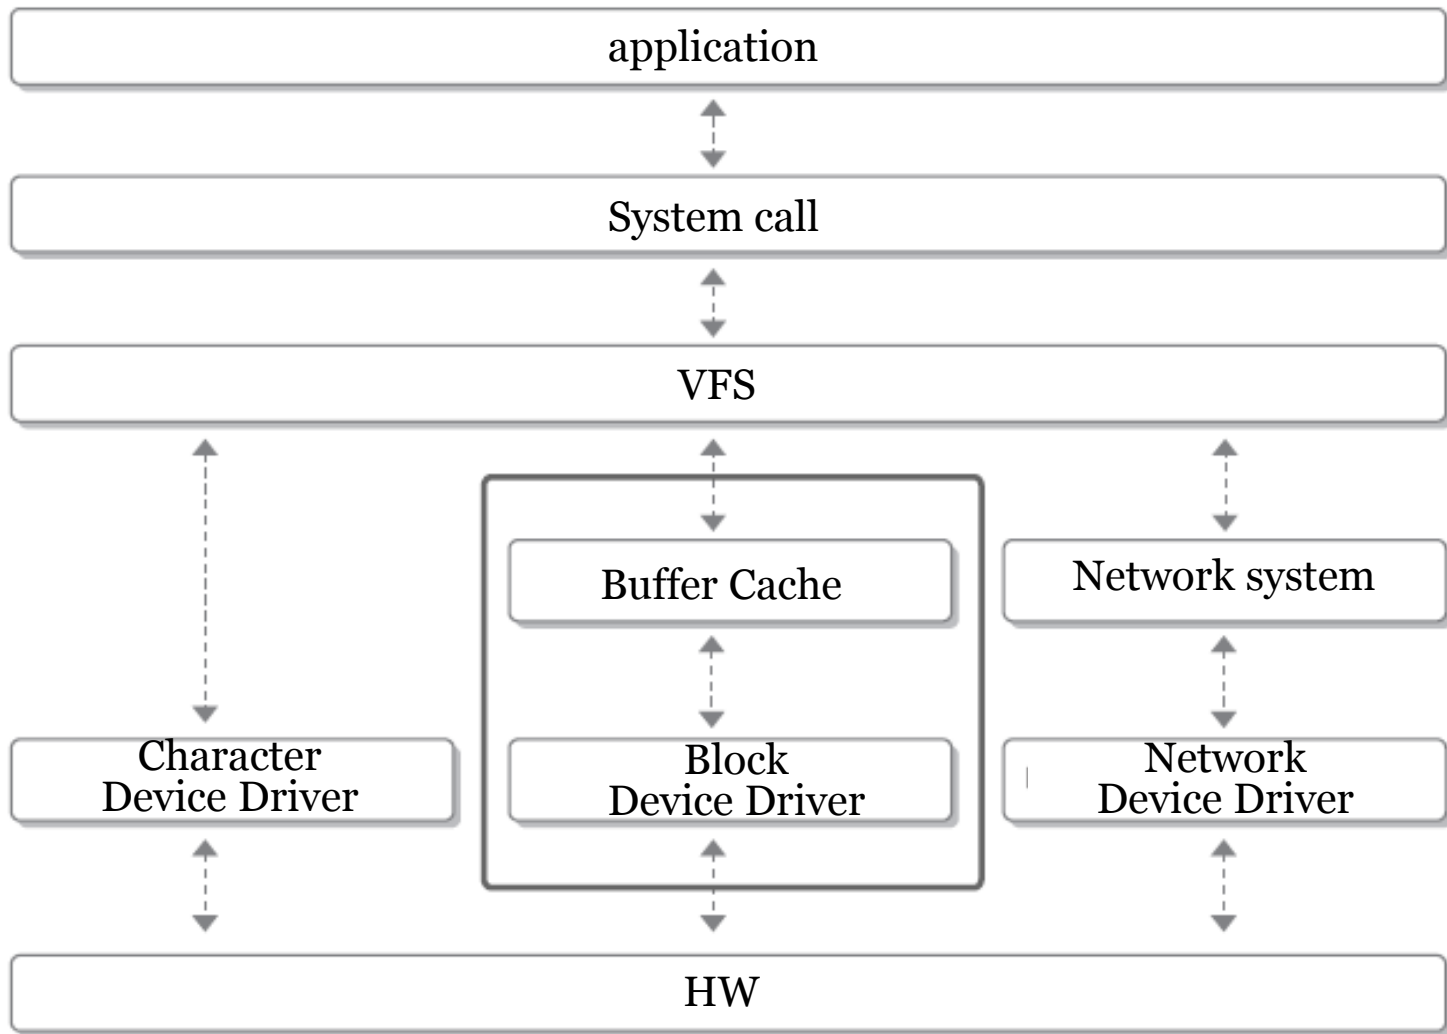 application
System call
VFS
Buffer Cache
Network system
Character
Device Driver
Block
Device Driver
Network
Device Driver
HW